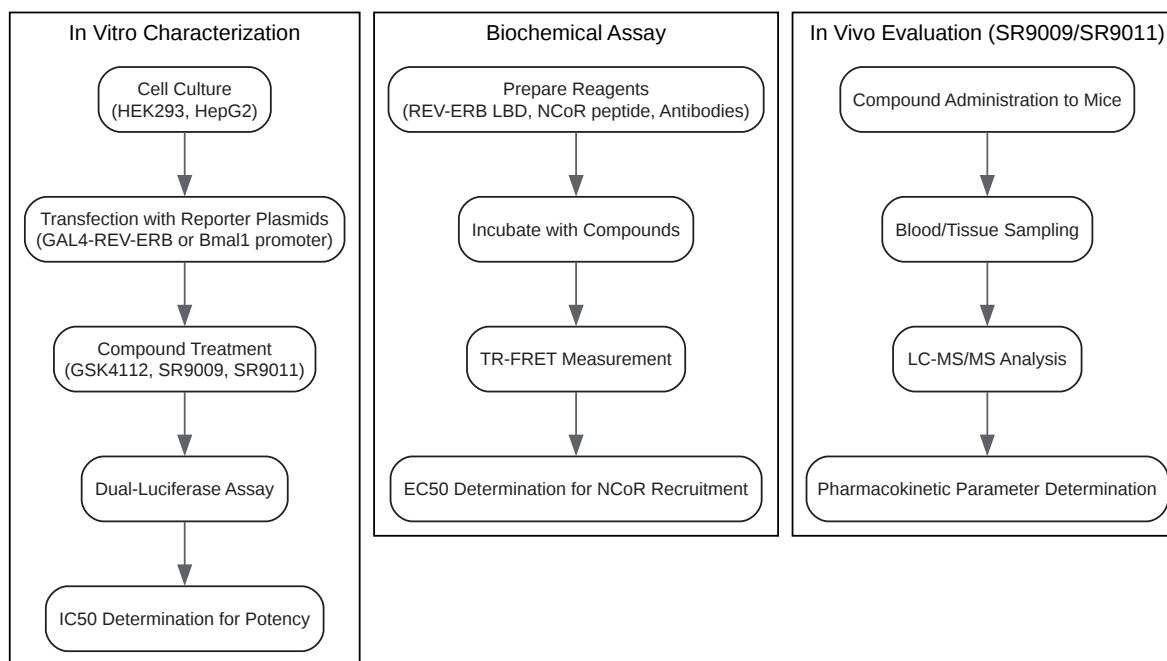 In Vitro Characterization
Cell Culture
(HEK293, HepG2)
Transfection with Reporter Plasmids
(GAL4-REV-ERB or Bmal1 promoter)
Compound Treatment
(GSK4112, SR9009, SR9011)
Dual-Luciferase Assay
IC50 Determination for Potency
Biochemical Assay
Prepare Reagents
(REV-ERB LBD, NCoR peptide, Antibodies)
Incubate with Compounds
TR-FRET Measurement
EC50 Determination for NCoR Recruitment
In Vivo Evaluation (SR9009/SR9011)
Compound Administration to Mice
Blood/Tissue Sampling
LC-MS/MS Analysis
Pharmacokinetic Parameter Determination